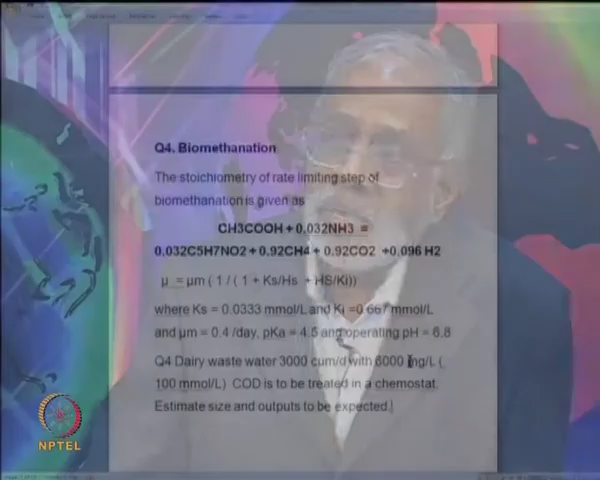 Q4. Biomethanation
The stoichiometry of rate limiting step of
biomethanation is given as
CH3COOH + 0.032NH3 =
0.032C5H7NO2 + 0.92CH4 + 0.92CO2 +0.096 H2
µ = µm ( 1 / ( 1 + Ks/Hs + HS/Ki))
where Ks = 0.0333 mmol/L and Ki =0.667 mmol/L
and µm = 0.4 /day, pKa = 4.5 and operating pH = 6.8
Q4 Dairy waste water 3000 cum/d with 6000 mg/L (
100 mmol/L) COD is to be treated in a chemostat.
Estimate size and outputs to be expected.
NPTEL